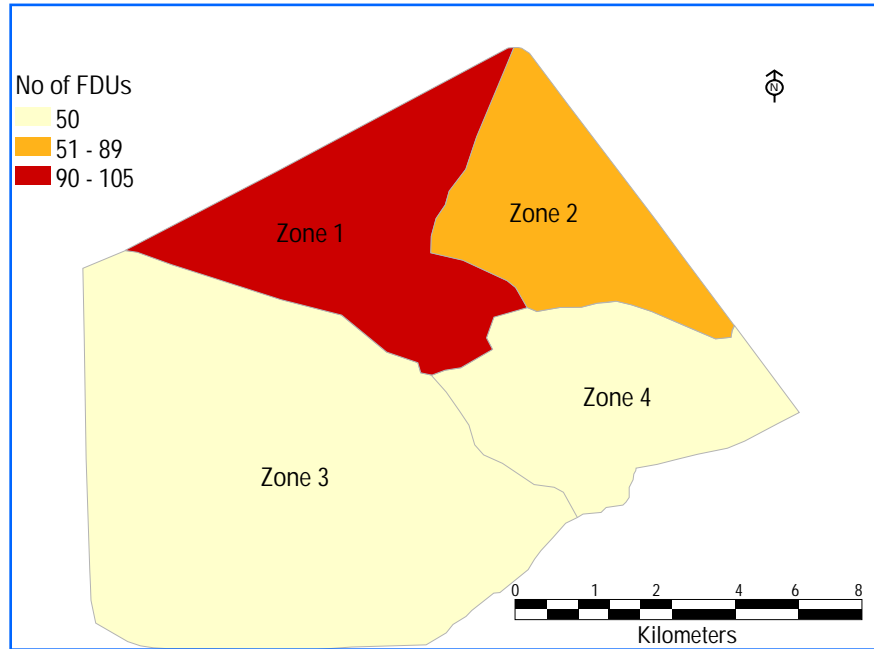 No of FDUs
50
51 - 89
90 - 105
N
Zone 1
Zone 2
Zone 3
Zone 4
0 1 2 4 6 8
Kilometers